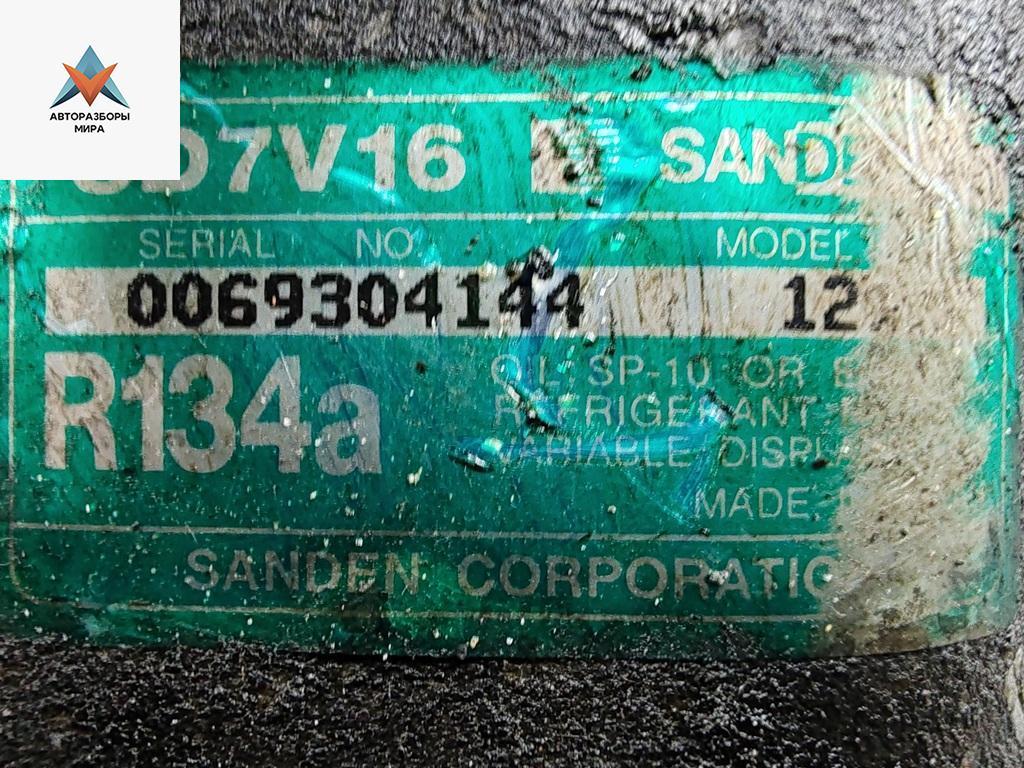 АВТОРАЗБОРЫ
МИРА
SD7V16 SANDE
SERIAL NO. MODEL
0069304144 12
R134a
OIL SP-10 OR
REFRIGERANT
VARIABLE DISPL
MADE
SANDEN CORPORATIO